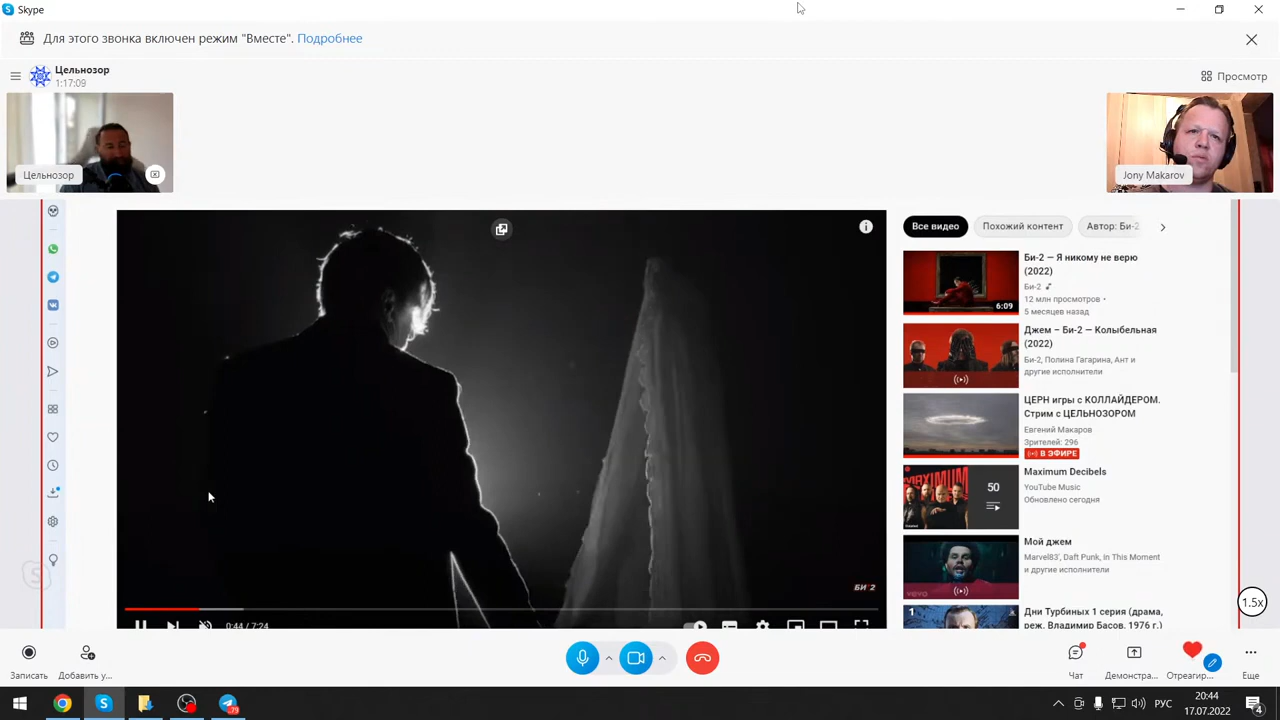 Skype
Для этого звонка включен режим "Вместе". Подробнее
Цельнозор
1:17:09
Просмотр
Цельнозор
Jony Makarov
Все видео
Похожий контент
Автор: Би-2
Би-2 — Я никому не верю
(2022)
Би-2
12 млн просмотров •
5 месяцев назад
6:09
Джем – Би-2 — Колыбельная
(2022)
Би-2, Полина Гагарина, Ант и
другие исполнители
ЦЕРН игры с КОЛЛАЙДЕРОМ.
Стрим с ЦЕЛЬНОЗОРОМ
Евгений Макаров
Зрителей: 296
В ЭФИРЕ
Maximum Decibels
YouTube Music
Обновлено сегодня
MAXIMUM
50
Мой джем
Marvel83', Daft Punk, In This Moment
и другие исполнители
vevo
Дни Турбиных 1 серия (драма,
реж. Владимир Басов. 1976 г.)
1
БИ-2
0:44 / 7:24
1.5x
Записать
Добавить у...
Чат
Демонстра...
Отреагир...
Еще
79
РУС
20:44
17.07.2022
4